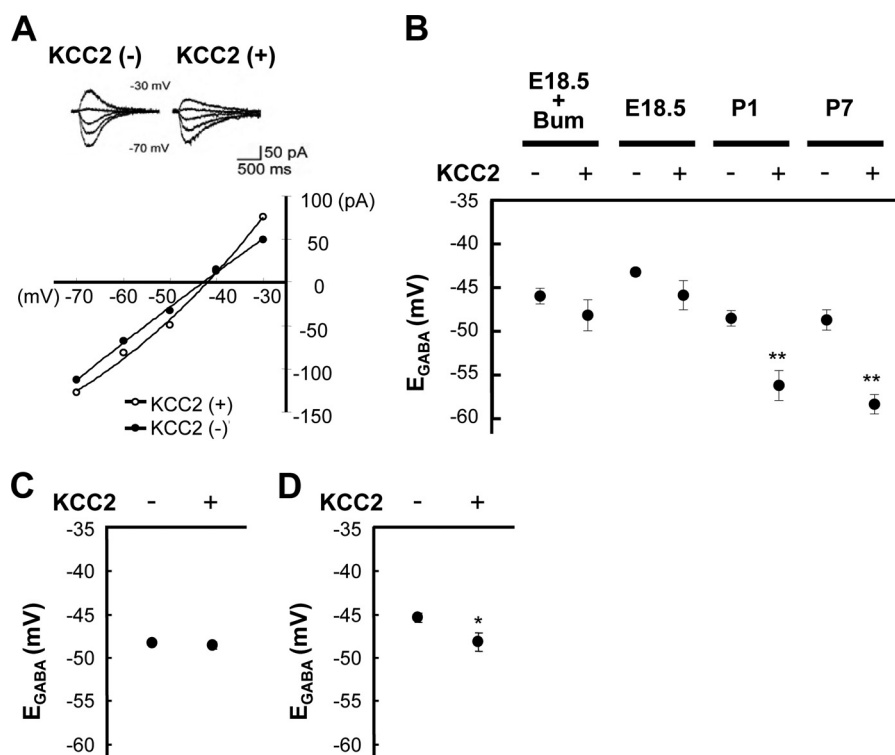 A
KCC2 (-) KCC2 (+)
-30 mV
-70 mV
50 pA
500 ms
100 (pA)
50
0
(mV) -70 -60 -50 -40 -30
-50
-100
-150
KCC2 (+)
KCC2 (-)
B
E18.5
+
Bum
E18.5 P1 P7
KCC2 - + - + - + - +
-35
-40
-45
-50
-55
-60
EGABA (mV)
**
**
C
KCC2 - +
-35
-40
-45
-50
-55
-60
EGABA (mV)
D
KCC2 - +
-35
-40
-45
-50
-55
-60
EGABA (mV)
*